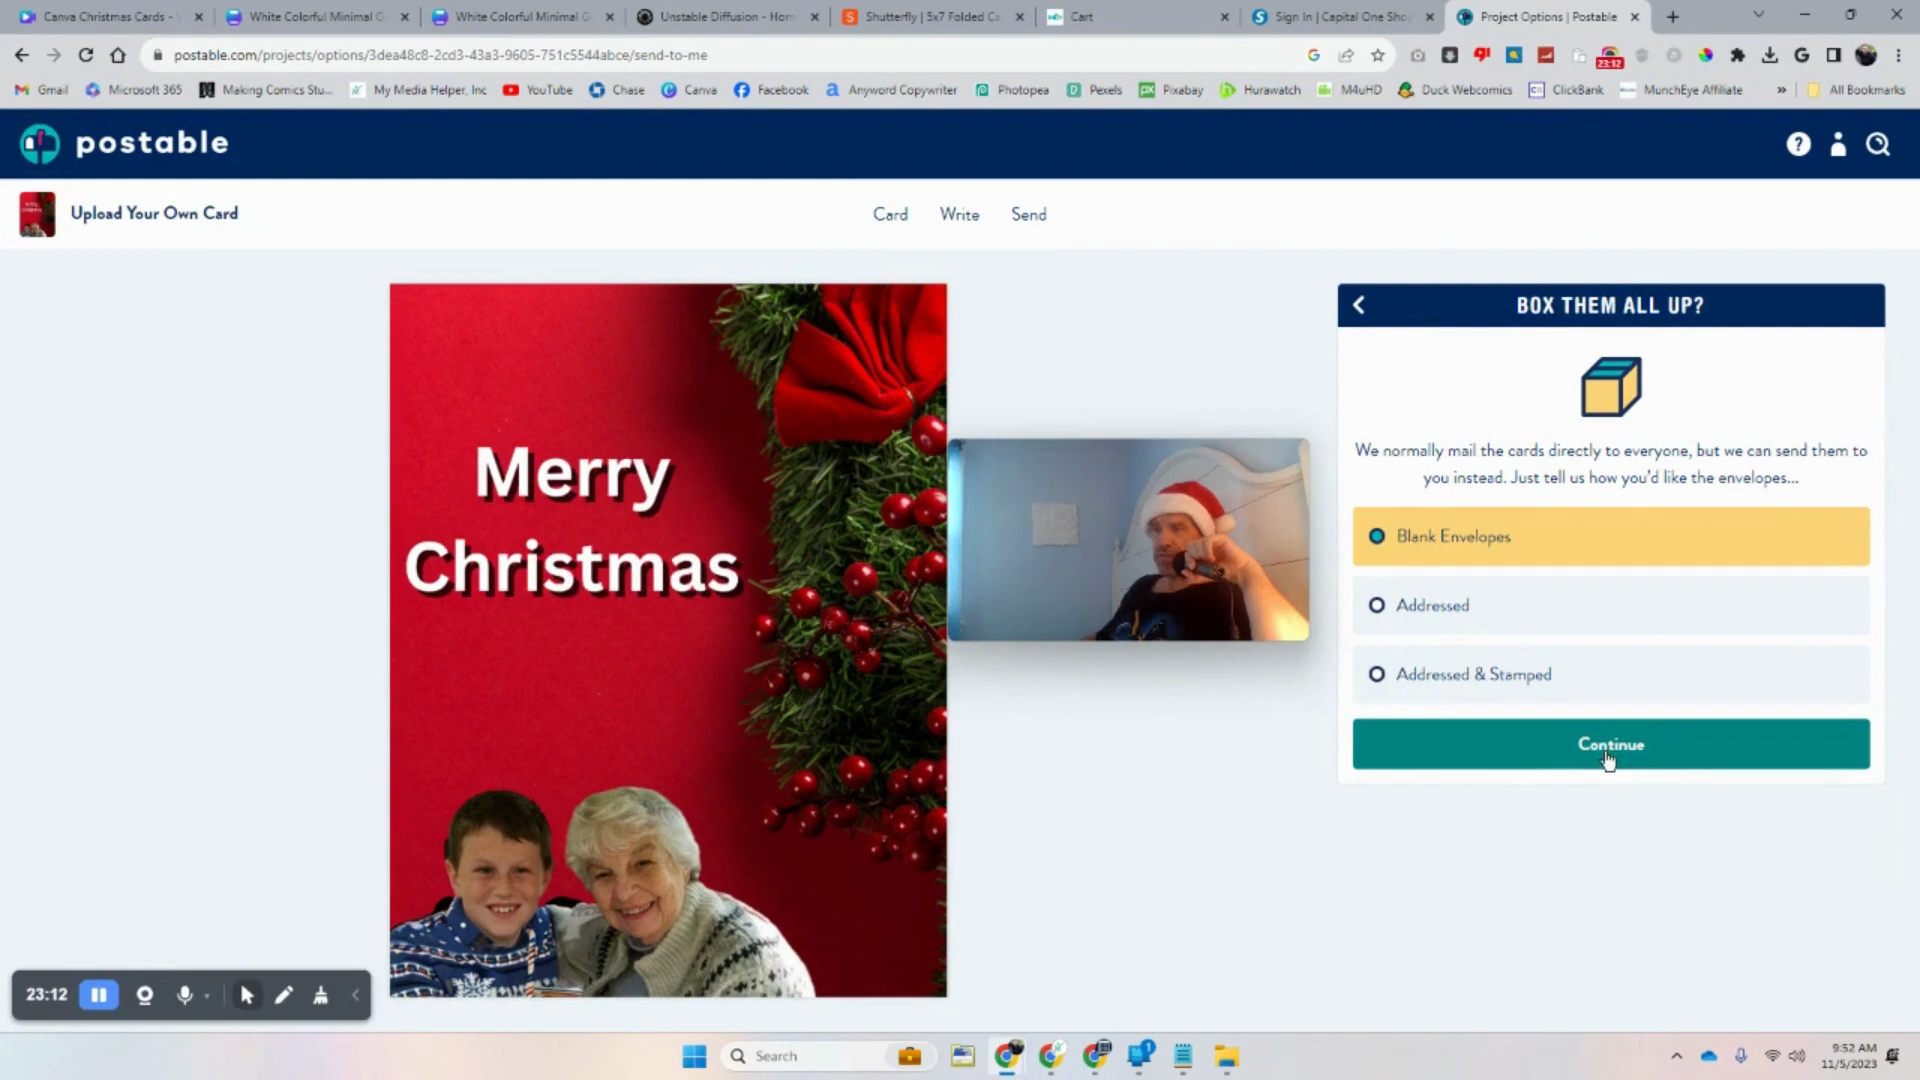 Canva Christmas Cards -
White Colorful Minimal G
White Colorful Minimal G
Unstable Diffusion - Hom
Shutterfly | 5x7 Folded Ca
Cart
Sign In | Capital One Sho
Project Options | Postable
postable.com/projects/options/3dea48c8-2cd3-43a3-9605-751c5544abce/send-to-me
23:12
Gmail
Microsoft 365
Making Comics Stu...
My Media Helper, Inc
YouTube
Chase
Canva
Facebook
Anyword Copywriter
Photopea
Pexels
Pixabay
Hurawatch
M4uHD
Duck Webcomics
ClickBank
MunchEye Affiliate
»
All Bookmarks
postable
Upload Your Own Card
Card
Write
Send
Merry
Christmas
BOX THEM ALL UP?
We normally mail the cards directly to everyone, but we can send them to
you instead. Just tell us how you'd like the envelopes...
Blank Envelopes
Addressed
Addressed & Stamped
Continue
23:12
Search
9:52 AM
11/5/2023